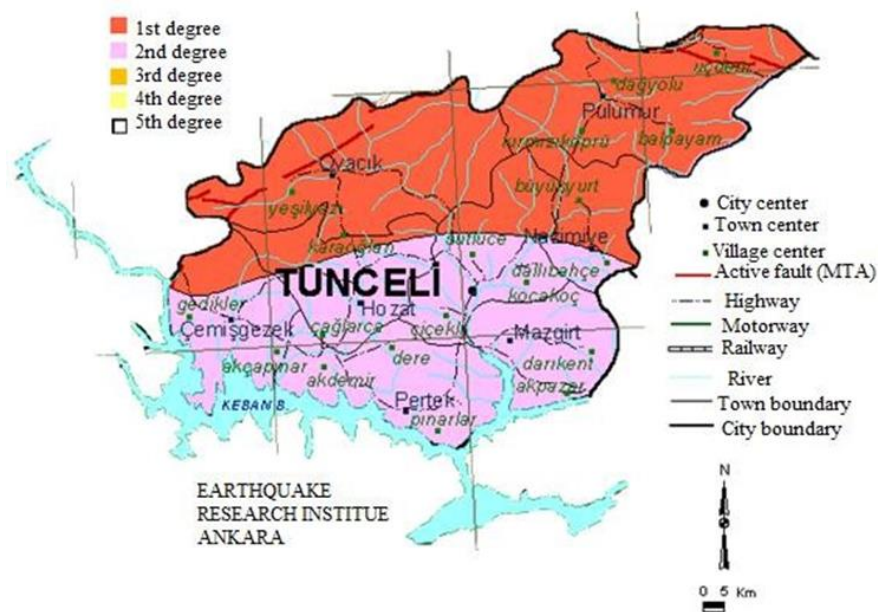 1st degree
2nd degree
3rd degree
4th degree
5th degree
üçdem
dağyolu
Pülümür
balpayam
Ovacık
yeşilyazı
karaoğlan
sütlüce
Nazimiye
dallıbahçe
kocakoç
TUNCELİ
gedikler
Hozat
Çemişgezek
çağlarca
çiçekli
Mazgirt
akçapınar
dere
darıkent
akdemir
akpazar
Pertek
pınarlar
KEBAN B.
City center
Town center
Village center
Active fault (MTA)
Highway
Motorway
Railway
River
Town boundary
City boundary
EARTHQUAKE
RESEARCH INSTITUE
ANKARA
N
0 5 Km